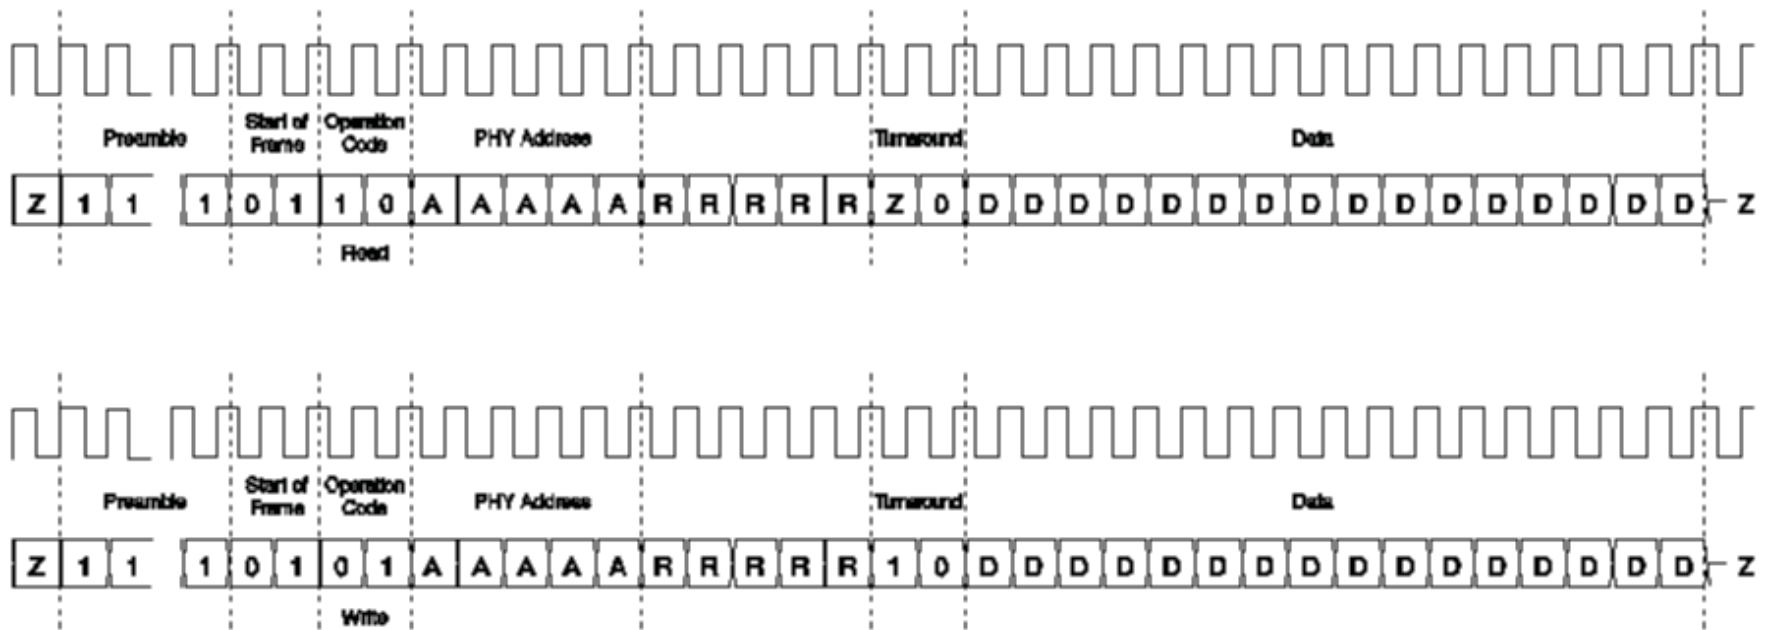 Preamble
Start of
Frame
Operation
Code
PHY Address
Turnaround
Data
Z 1 1 1 0 1 1 0 A A A A A R R R R R Z 0 D D D D D D D D D D D D D D D D Z
Read
Preamble
Start of
Frame
Operation
Code
PHY Address
Turnaround
Data
Z 1 1 1 0 1 0 1 A A A A A R R R R R 1 0 D D D D D D D D D D D D D D D D Z
Write